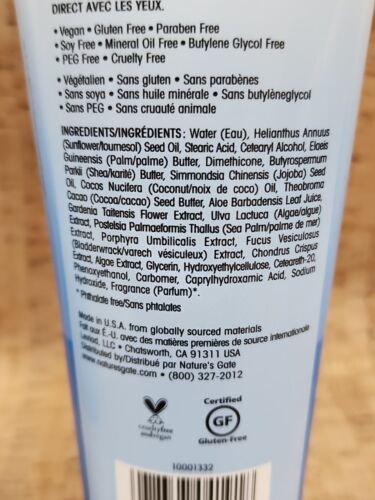 DIRECT AVEC LES YEUX.
• Vegan • Gluten Free • Paraben Free
• Soy Free • Mineral Oil Free • Butylene Glycol Free
• PEG Free • Cruelty Free
• Végétalien • Sans gluten • Sans parabènes
• Sans soya • Sans huile minérale • Sans butylèneglycol
• Sans PEG • Sans cruauté animale
INGREDIENTS/INGRÉDIENTS: Water (Eau), Helianthus Annuus
(Sunflower/tournesol) Seed Oil, Stearic Acid, Cetearyl Alcohol, Elaeis
Guineensis (Palm/palme) Butter, Dimethicone, Butyrospermum
Parkii (Shea/karité) Butter, Simmondsia Chinensis (Jojoba) Seed
Oil, Cocos Nucifera (Coconut/noix de coco) Oil, Theobroma
Cacao (Cocoa/cacao) Seed Butter, Aloe Barbadensis Leaf Juice,
Gardenia Taitensis Flower Extract, Ulva Lactuca (Algae/algue)
Extract, Postelsia Palmaeformis Thallus (Sea Palm/palme de mer)
Extract, Porphyra Umbilicalis Extract, Fucus Vesiculosus
(Bladderwrack/varech vésiculeux) Extract, Chondrus Crispus
Extract, Algae Extract, Glycerin, Hydroxyethylcellulose, Ceteareth-20,
Phenoxyethanol, Carbomer, Caprylhydroxamic Acid, Sodium
Hydroxide, Fragrance (Parfum)*.
* Phthalate free/Sans phtalates
Made in U.S.A. from globally sourced materials
Fait aux É.-U. avec des matières premières de source internationale
Levlad, LLC • Chatsworth, CA 91311 USA
Distributed by/Distribué par Nature's Gate
www.naturesgate.com • (800) 327-2012
crueltyfree
and vegan
Certified
GF
Gluten-Free
10001332